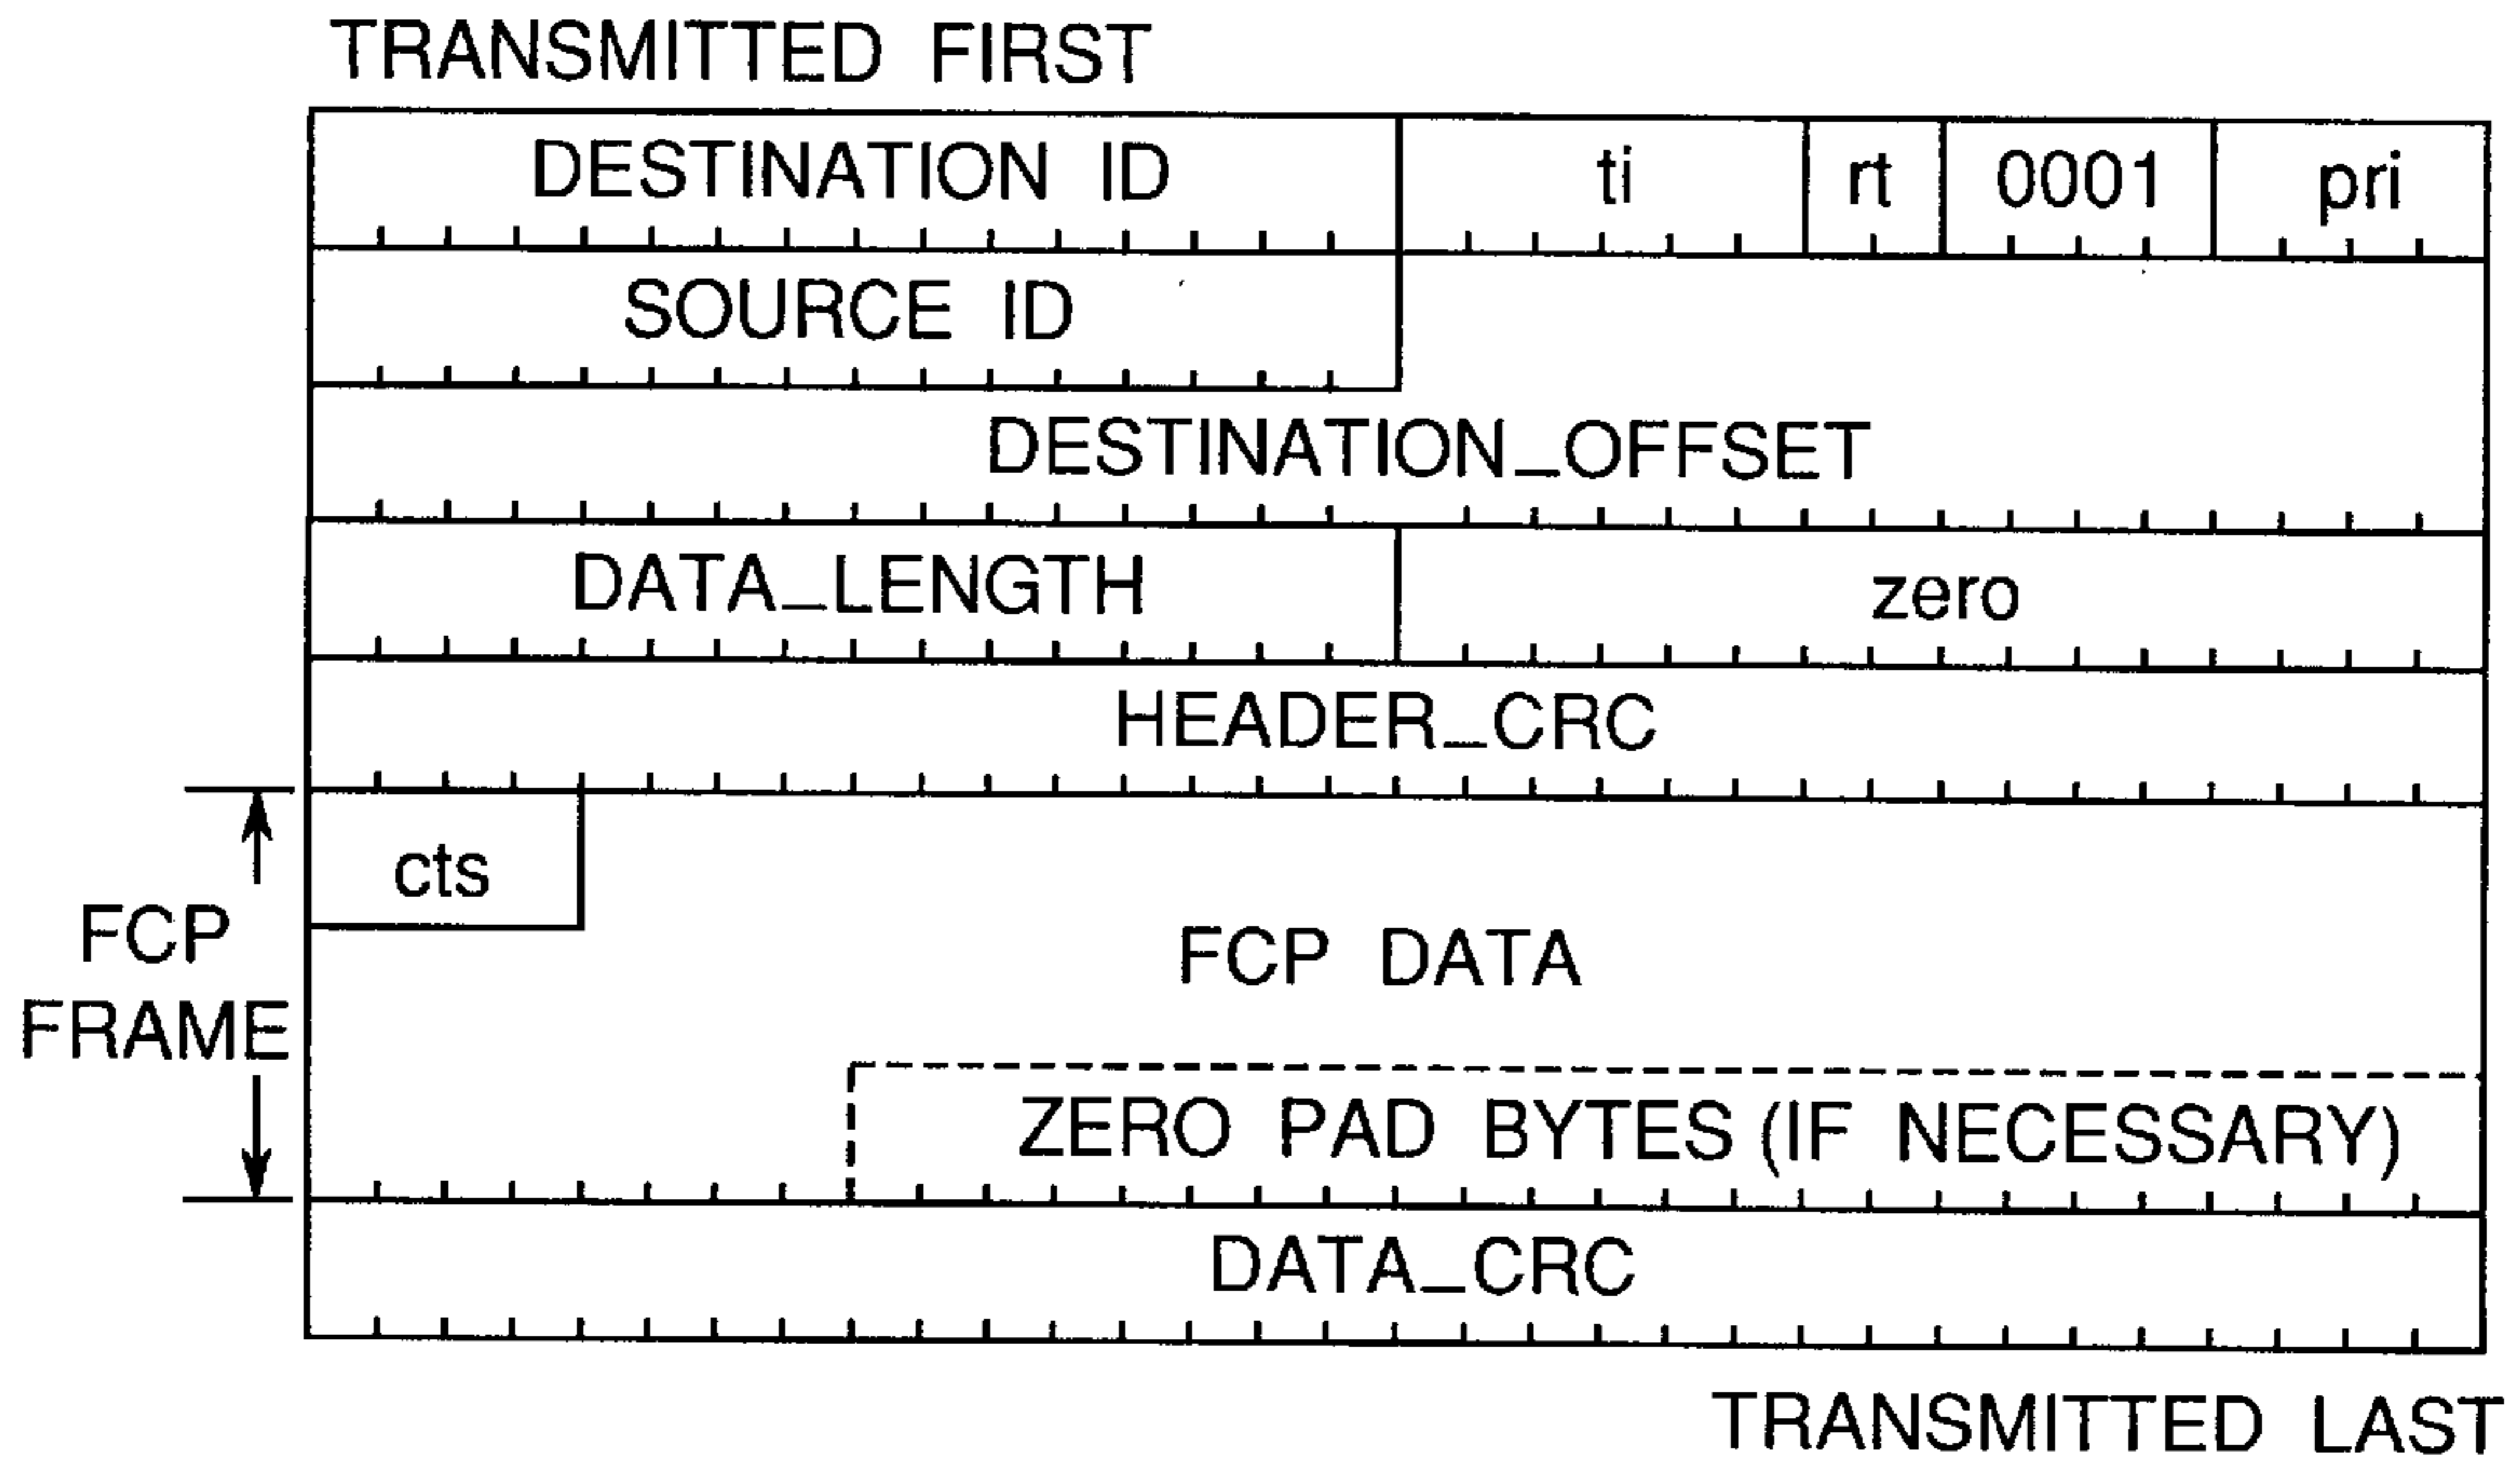 TRANSMITTED FIRST
DESTINATION ID ti rt 0001 pri
SOURCE ID
DESTINATION_OFFSET
DATA_LENGTH zero
HEADER_CRC
cts
FCP DATA
FCP
FRAME
ZERO PAD BYTES (IF NECESSARY)
DATA_CRC
TRANSMITTED LAST